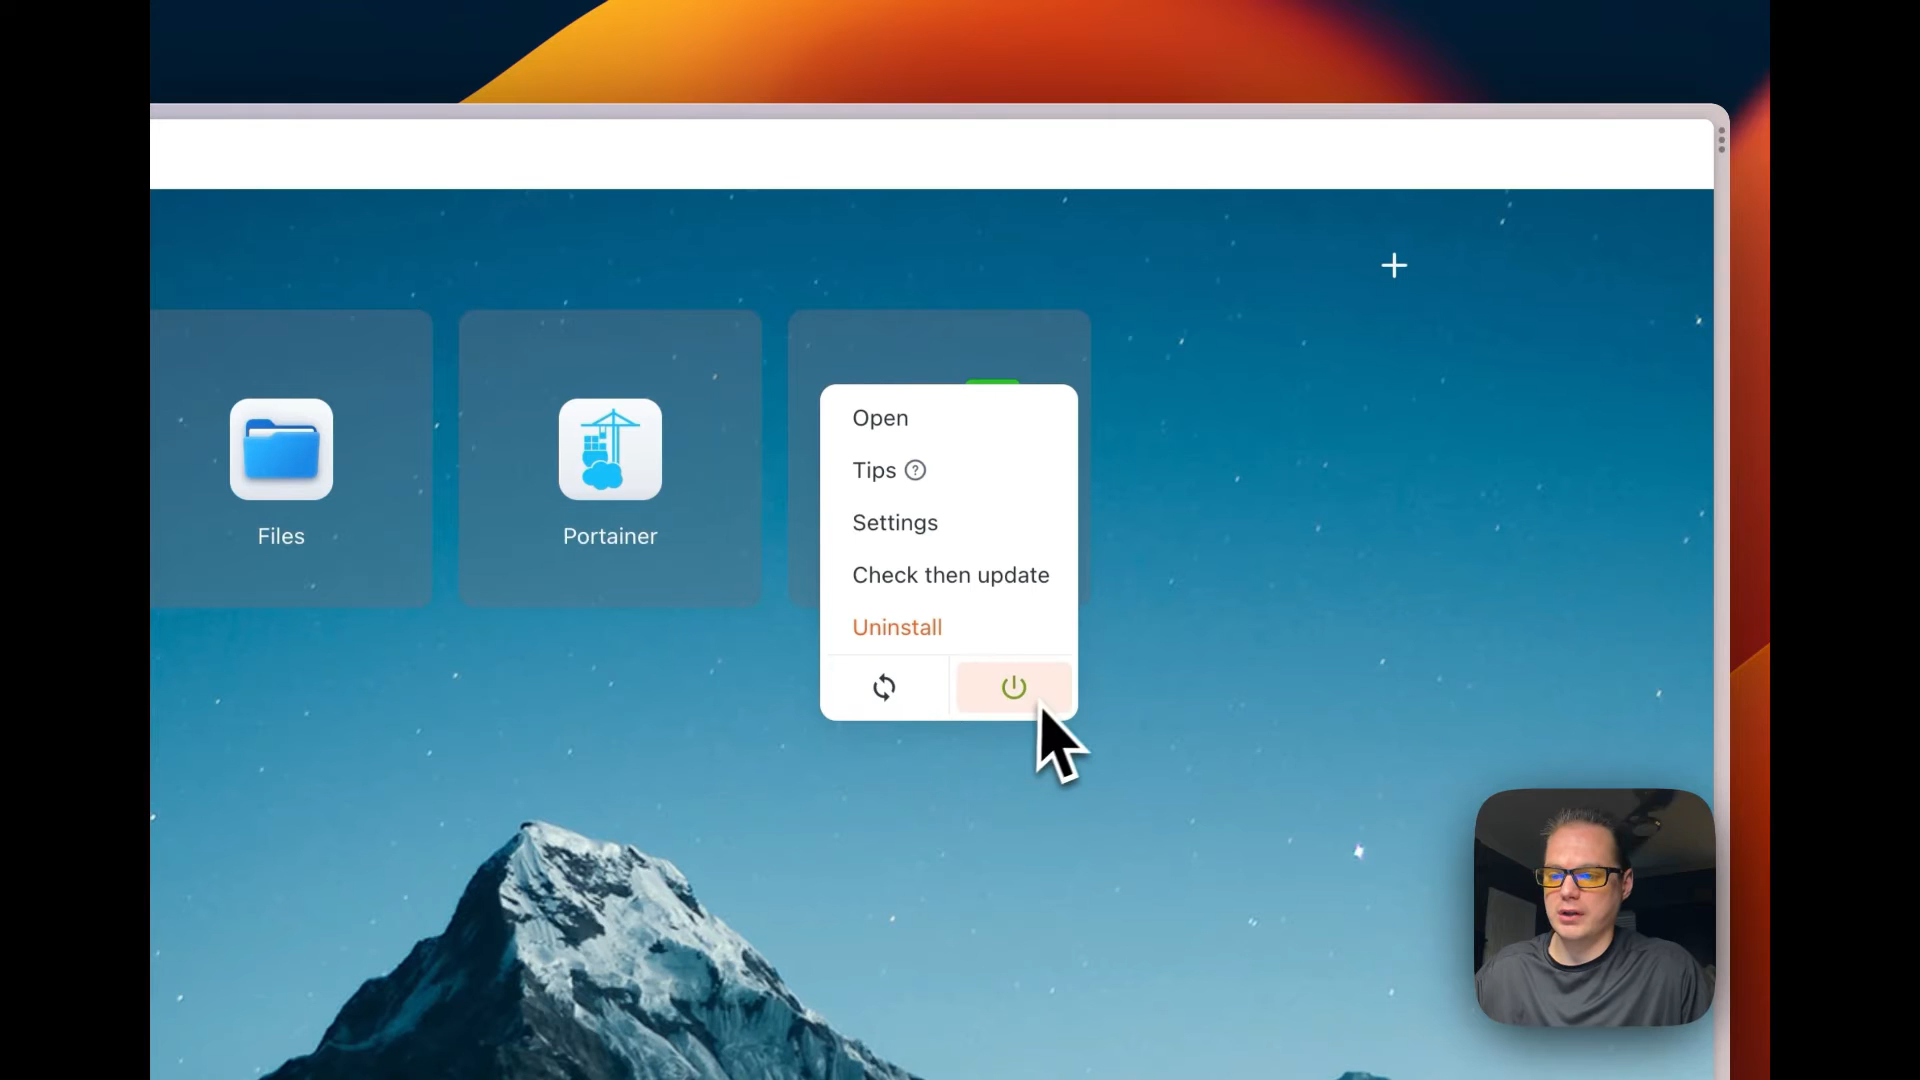 Files
Portainer
Open
Tips ?
Settings
Check then update
Uninstall